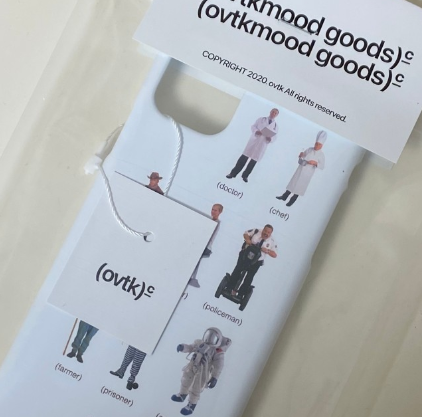 (ovtkmood goods)c
(ovtkmood goods)c
COPYRIGHT 2020 ovtk All rights reserved.
(doctor)
(chef)
(ovtk)c
(policeman)
(farmer)
(prisoner)